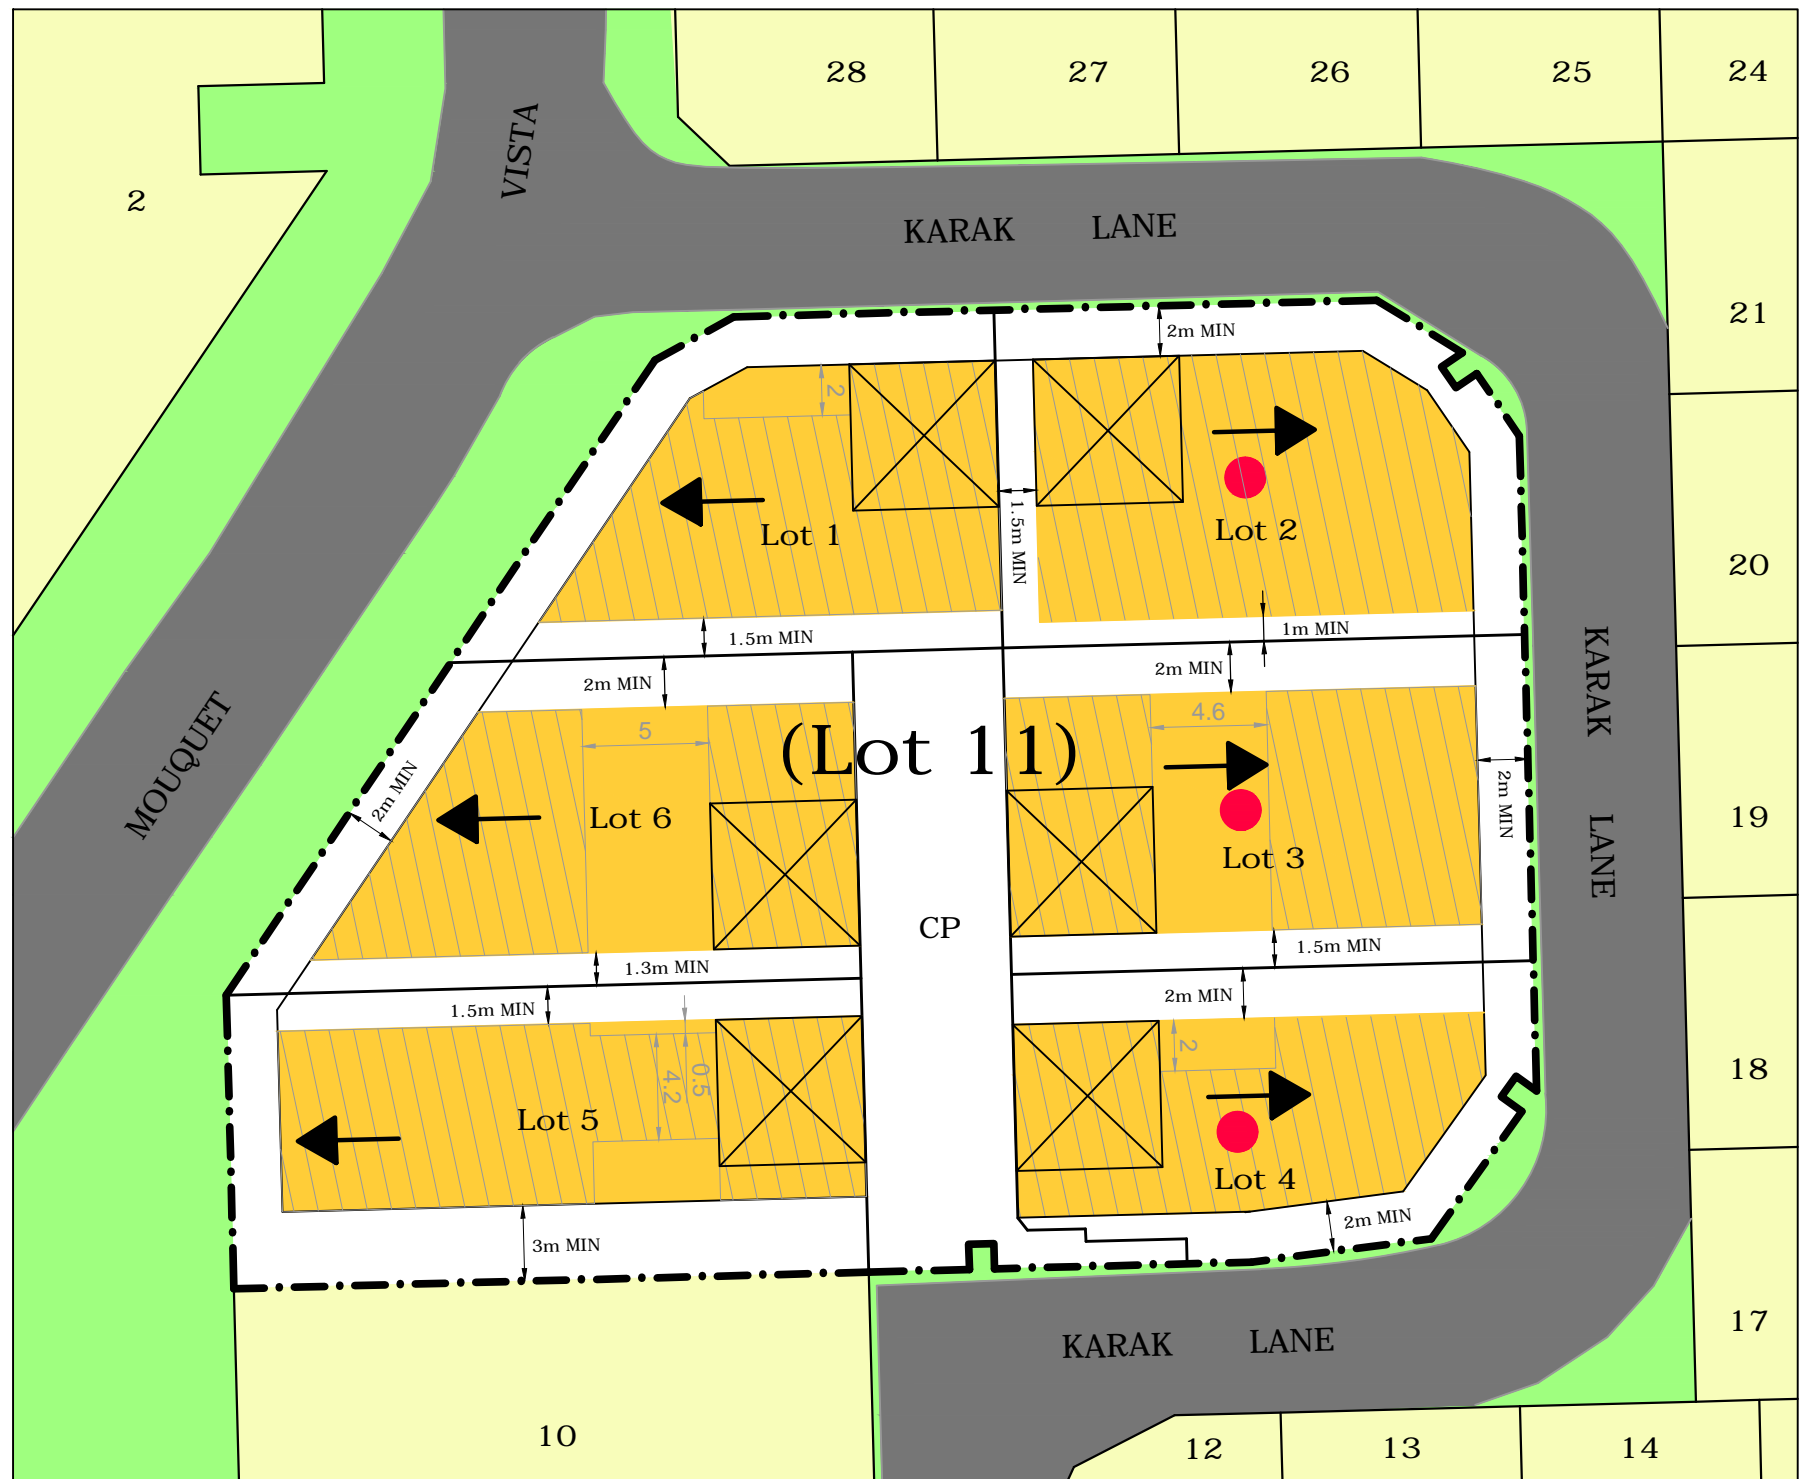 28
27
26
25
24
VISTA
2
KARAK LANE
21
2m MIN
2
1.5m MIN
Lot 1
Lot 2
20
1.5m MIN
1m MIN
2m MIN
2m MIN
KARAK LANE
MOUQUET
5
4.6
(Lot 11)
2m MIN
Lot 6
Lot 3
2m MIN
19
CP
1.3m MIN
1.5m MIN
1.5m MIN
2m MIN
2
0.5
4.2
18
Lot 5
Lot 4
2m MIN
3m MIN
17
KARAK LANE
10
12
13
14